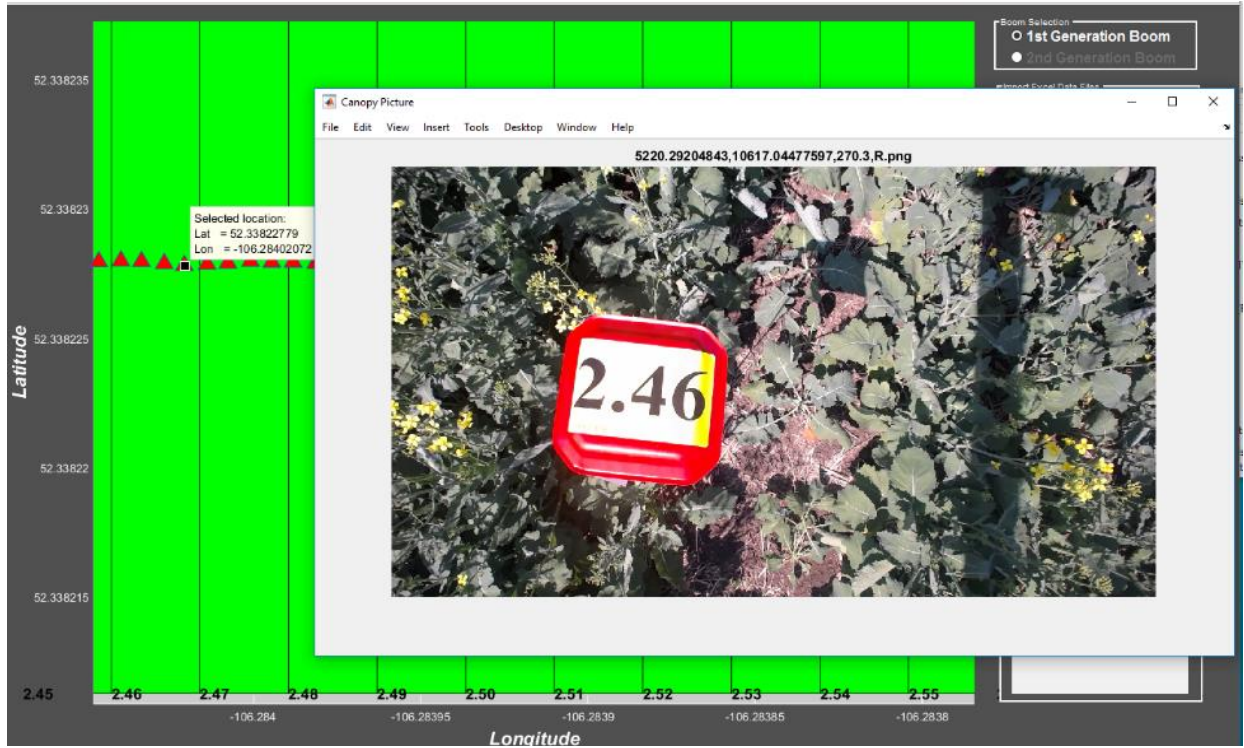 Boom Selection
1st Generation Boom
2nd Generation Boom
Import Excel Data Files
Canopy Picture
File Edit View Insert Tools Desktop Window Help
5220.29204843,10617.04477597,270.3,R.png
2.46
52.338235
52.33823
52.338225
52.33822
52.338215
Latitude
Selected location:
Lat = 52.33822779
Lon = -106.28402072
2.45 2.46 2.47 2.48 2.49 2.50 2.51 2.52 2.53 2.54 2.55
-106.284 -106.28395 -106.2839 -106.28385 -106.2838
Longitude